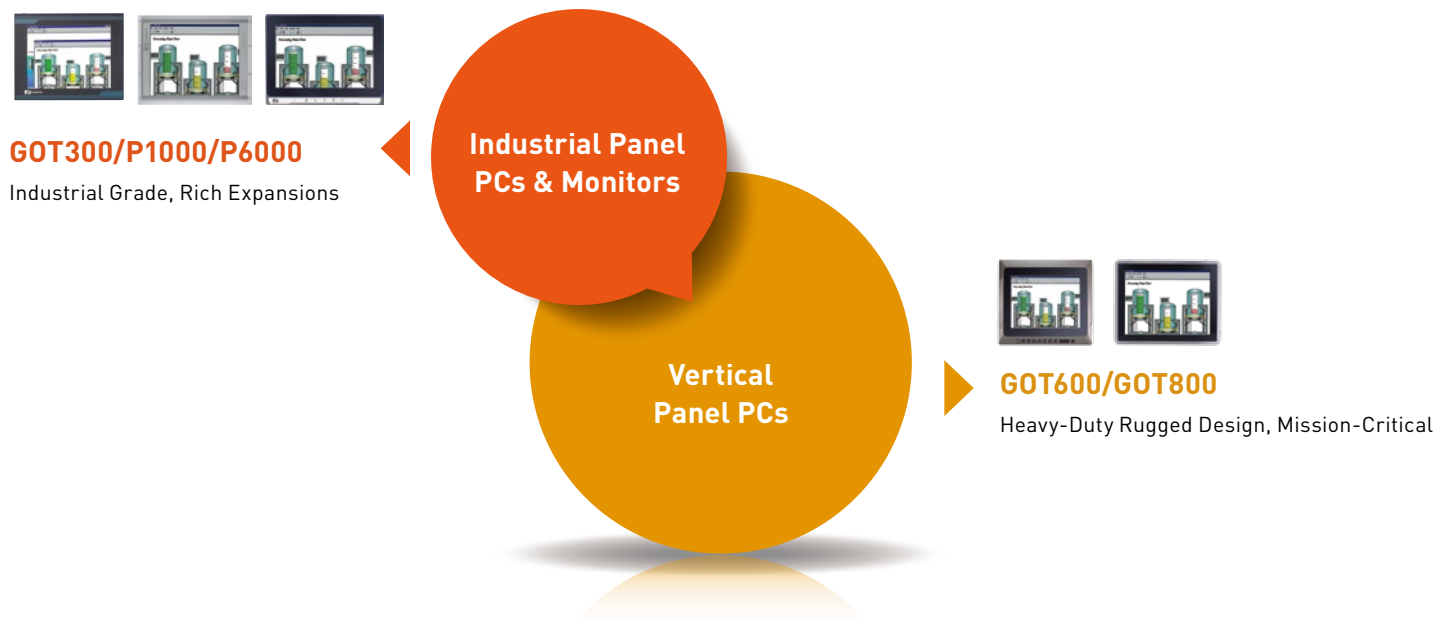 GOT300/P1000/P6000
Industrial Grade, Rich Expansions
Industrial Panel
PCs & Monitors
Vertical
Panel PCs
GOT600/GOT800
Heavy-Duty Rugged Design, Mission-Critical